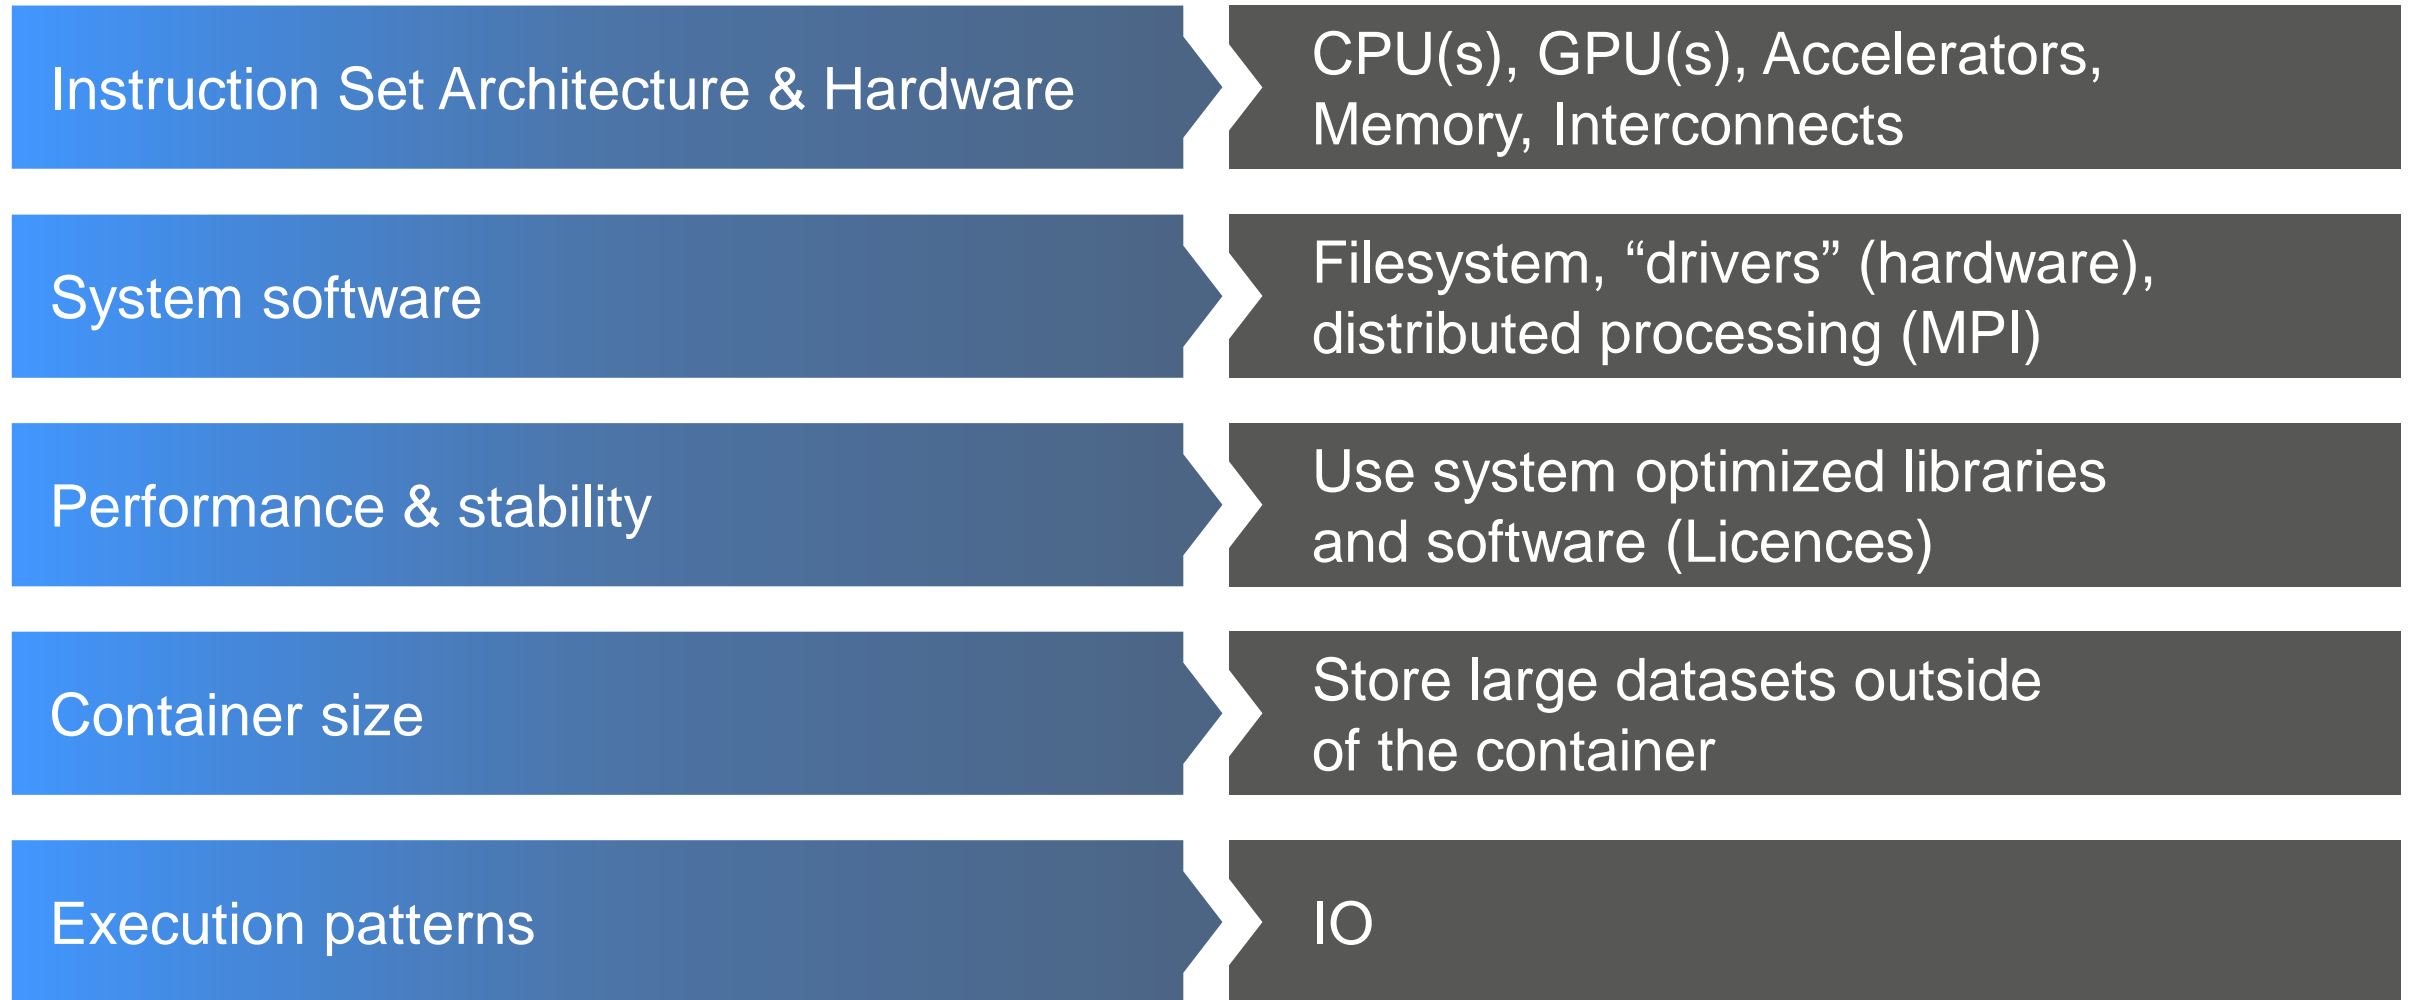 Instruction Set Architecture & Hardware
CPU(s), GPU(s), Accelerators,
Memory, Interconnects
System software
Filesystem, “drivers” (hardware),
distributed processing (MPI)
Performance & stability
Use system optimized libraries
and software (Licences)
Container size
Store large datasets outside
of the container
Execution patterns
IO